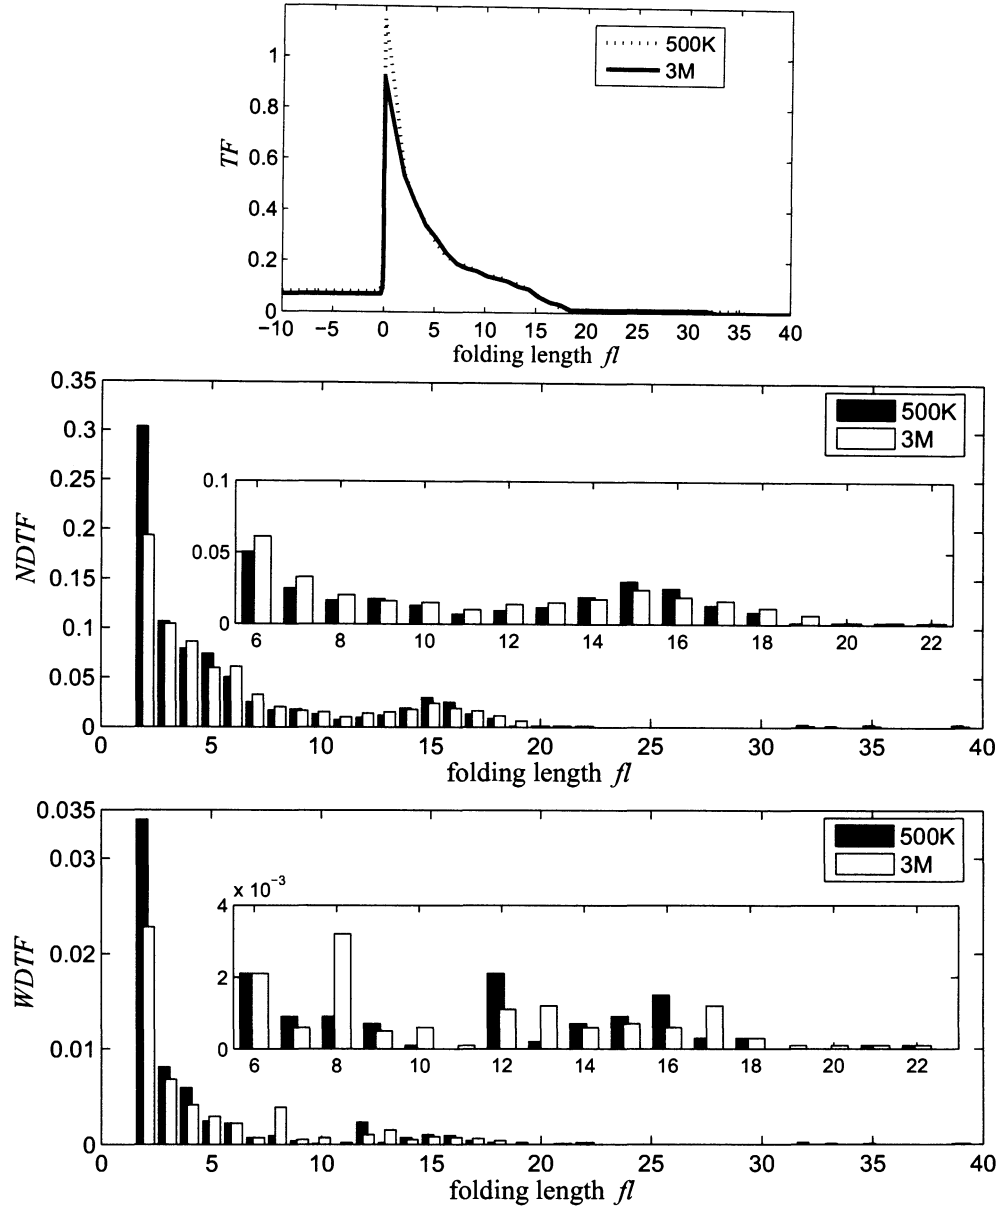 500K
3M
1
0.8
0.6
0.4
0.2
0
TF
−10 −5 0 5 10 15 20 25 30 35 40
folding length fl
0.35
0.3
0.25
0.2
0.15
0.1
0.05
0
NDTF
500K
3M
0.1
0.05
0
6 8 10 12 14 16 18 20 22
0 5 10 15 20 25 30 35 40
folding length fl
0.035
0.03
0.02
0.01
0
WDTF
500K
3M
x 10−3
4
2
0
6 8 10 12 14 16 18 20 22
0 5 10 15 20 25 30 35 40
folding length fl